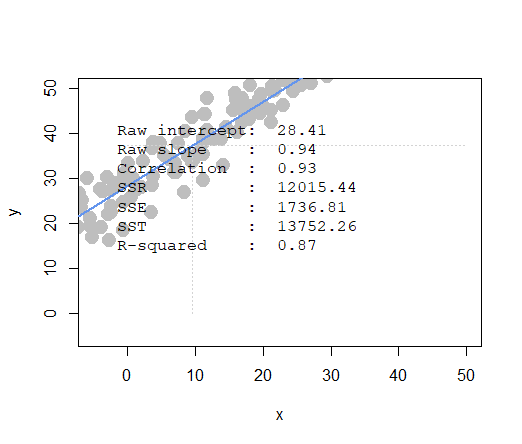 50
40
30
20
10
0
y
Raw intercept: 28.41
Raw slope : 0.94
Correlation : 0.93
SSR : 12015.44
SSE : 1736.81
SST : 13752.26
R-squared : 0.87
0 10 20 30 40 50
x